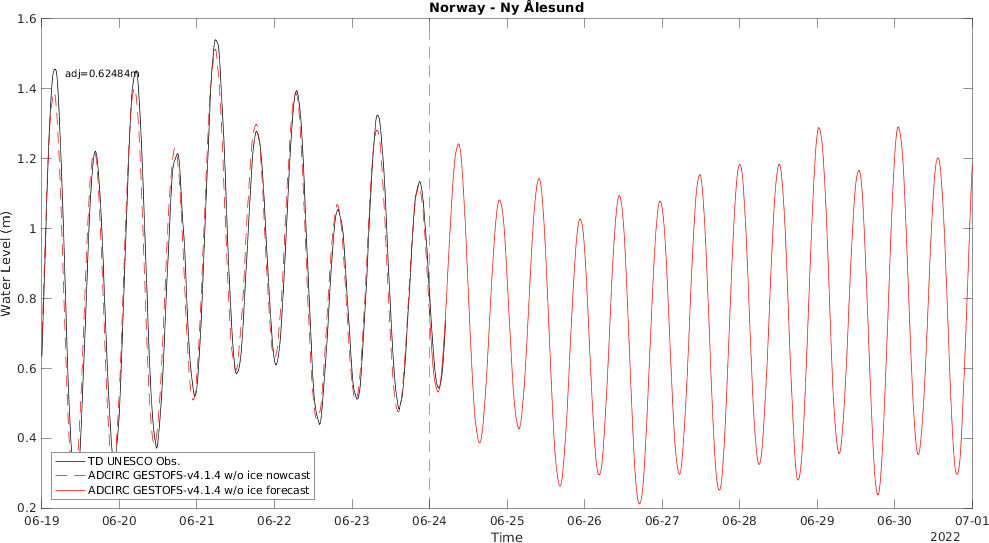 Norway - Ny Ålesund
1.6
1.4
1.2
1
0.8
0.6
0.4
0.2
Water Level (m)
adj=0.62484m
TD UNESCO Obs.
ADCIRC GESTOFS-v4.1.4 w/o ice nowcast
ADCIRC GESTOFS-v4.1.4 w/o ice forecast
06-19 06-20 06-21 06-22 06-23 06-24 06-25 06-26 06-27 06-28 06-29 06-30 07-01
Time
2022